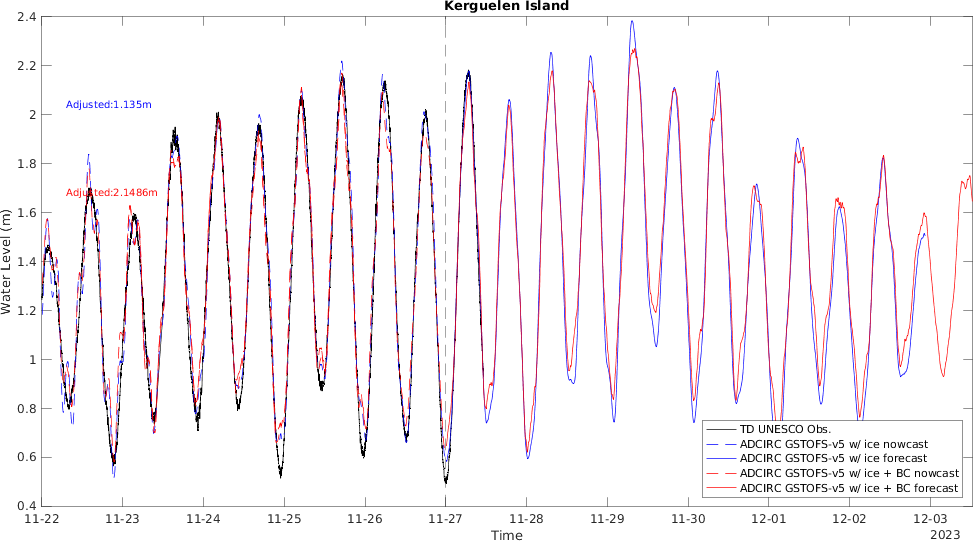 Kerguelen Island
2.4
2.2
2
1.8
1.6
1.4
1.2
1
0.8
0.6
0.4
Water Level (m)
Adjusted:1.135m
Adjusted:2.1486m
TD UNESCO Obs.
ADCIRC GSTOFS-v5 w/ ice nowcast
ADCIRC GSTOFS-v5 w/ ice forecast
ADCIRC GSTOFS-v5 w/ ice + BC nowcast
ADCIRC GSTOFS-v5 w/ ice + BC forecast
11-22 11-23 11-24 11-25 11-26 11-27 11-28 11-29 11-30 12-01 12-02 12-03
Time
2023